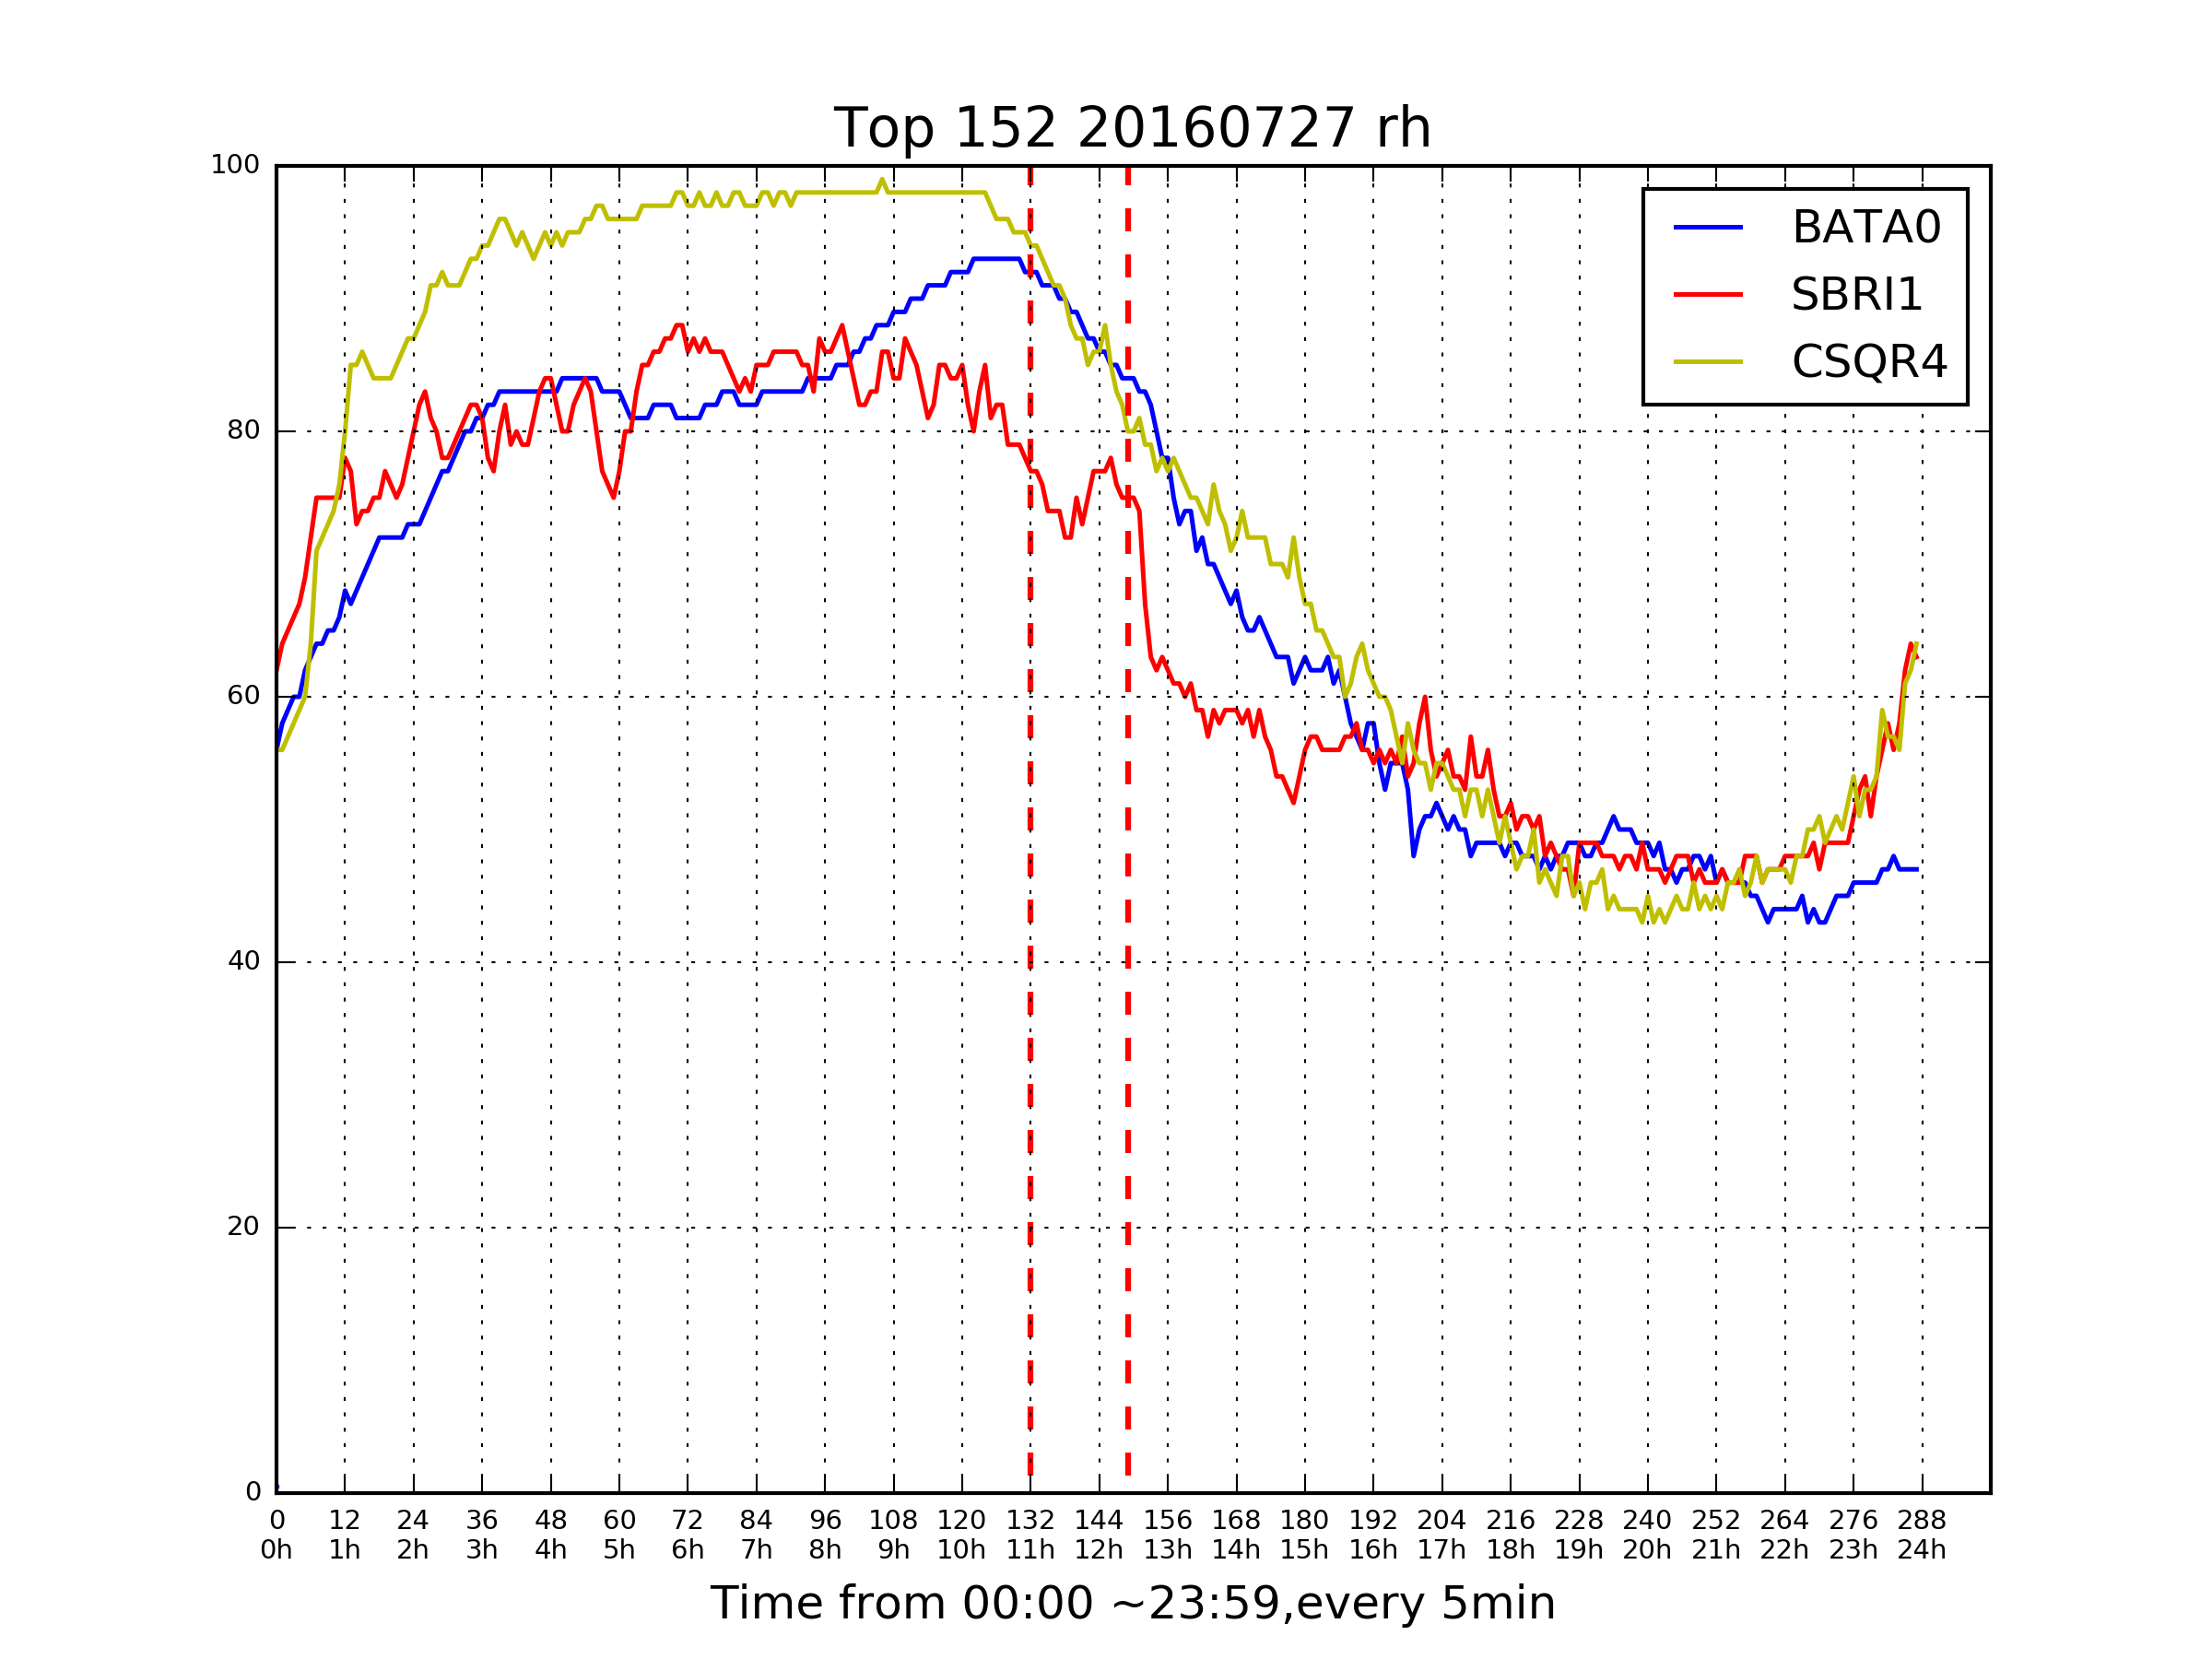 Top 152 20160727 rh
100
80
60
40
20
0
BATA0
SBRI1
CSQR4
0 12 24 36 48 60 72 84 96 108 120 132 144 156 168 180 192 204 216 228 240 252 264 276 288
0h 1h 2h 3h 4h 5h 6h 7h 8h 9h 10h 11h 12h 13h 14h 15h 16h 17h 18h 19h 20h 21h 22h 23h 24h
Time from 00:00 ~23:59,every 5min